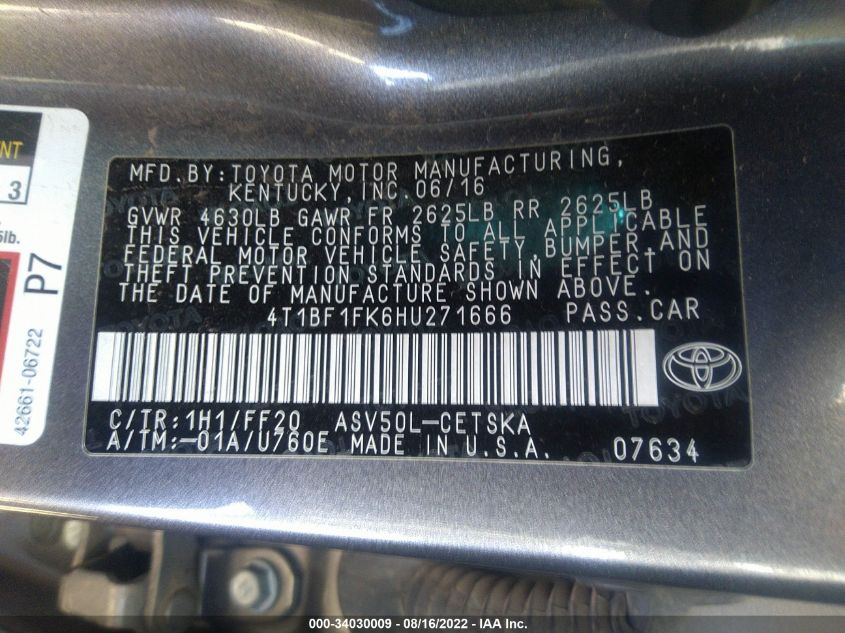 NT
3
5lb.
P7
42661-06722
MFD.BY:TOYOTA MOTOR MANUFACTURING,
KENTUCKY, INC. 06/16
GVWR 4630LB GAWR FR 2625LB RR 2625LB
THIS VEHICLE CONFORMS TO ALL APPLICABLE
FEDERAL MOTOR VEHICLE SAFETY,BUMPER,AND
THEFT PREVENTION STANDARDS IN EFFECT ON
THE DATE OF MANUFACTURE SHOWN ABOVE.
4T1BF1FK6HU271666 PASS.CAR
C/TR:1H1/FF20 ASV50L-CETSKA
A/TM:-01A/U760E MADE IN U.S.A. 07634
000-34030009 - 08/16/2022 - IAA Inc.